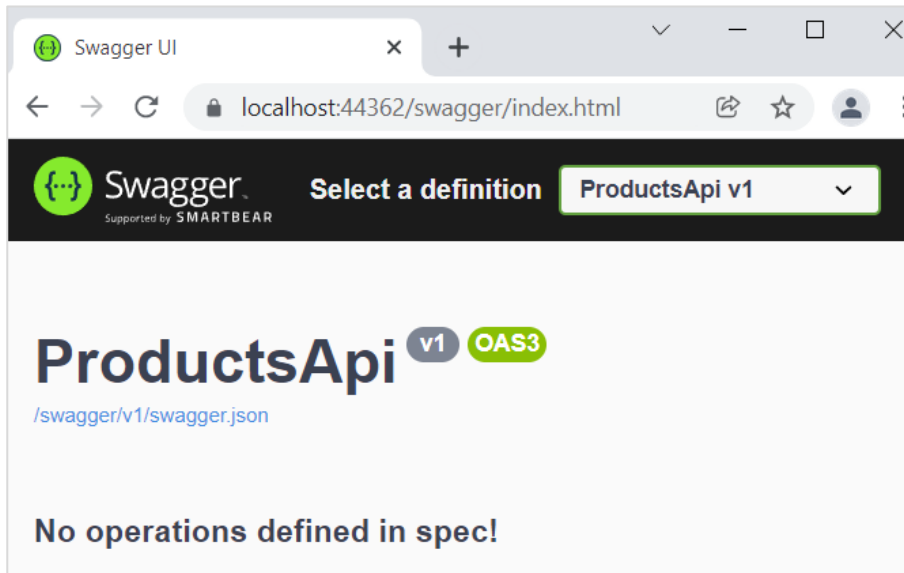 Swagger UI
localhost:44362/swagger/index.html
Swagger
Supported by SMARTBEAR
Select a definition
ProductsApi v1
ProductsApi v1 OAS3
/swagger/v1/swagger.json
No operations defined in spec!